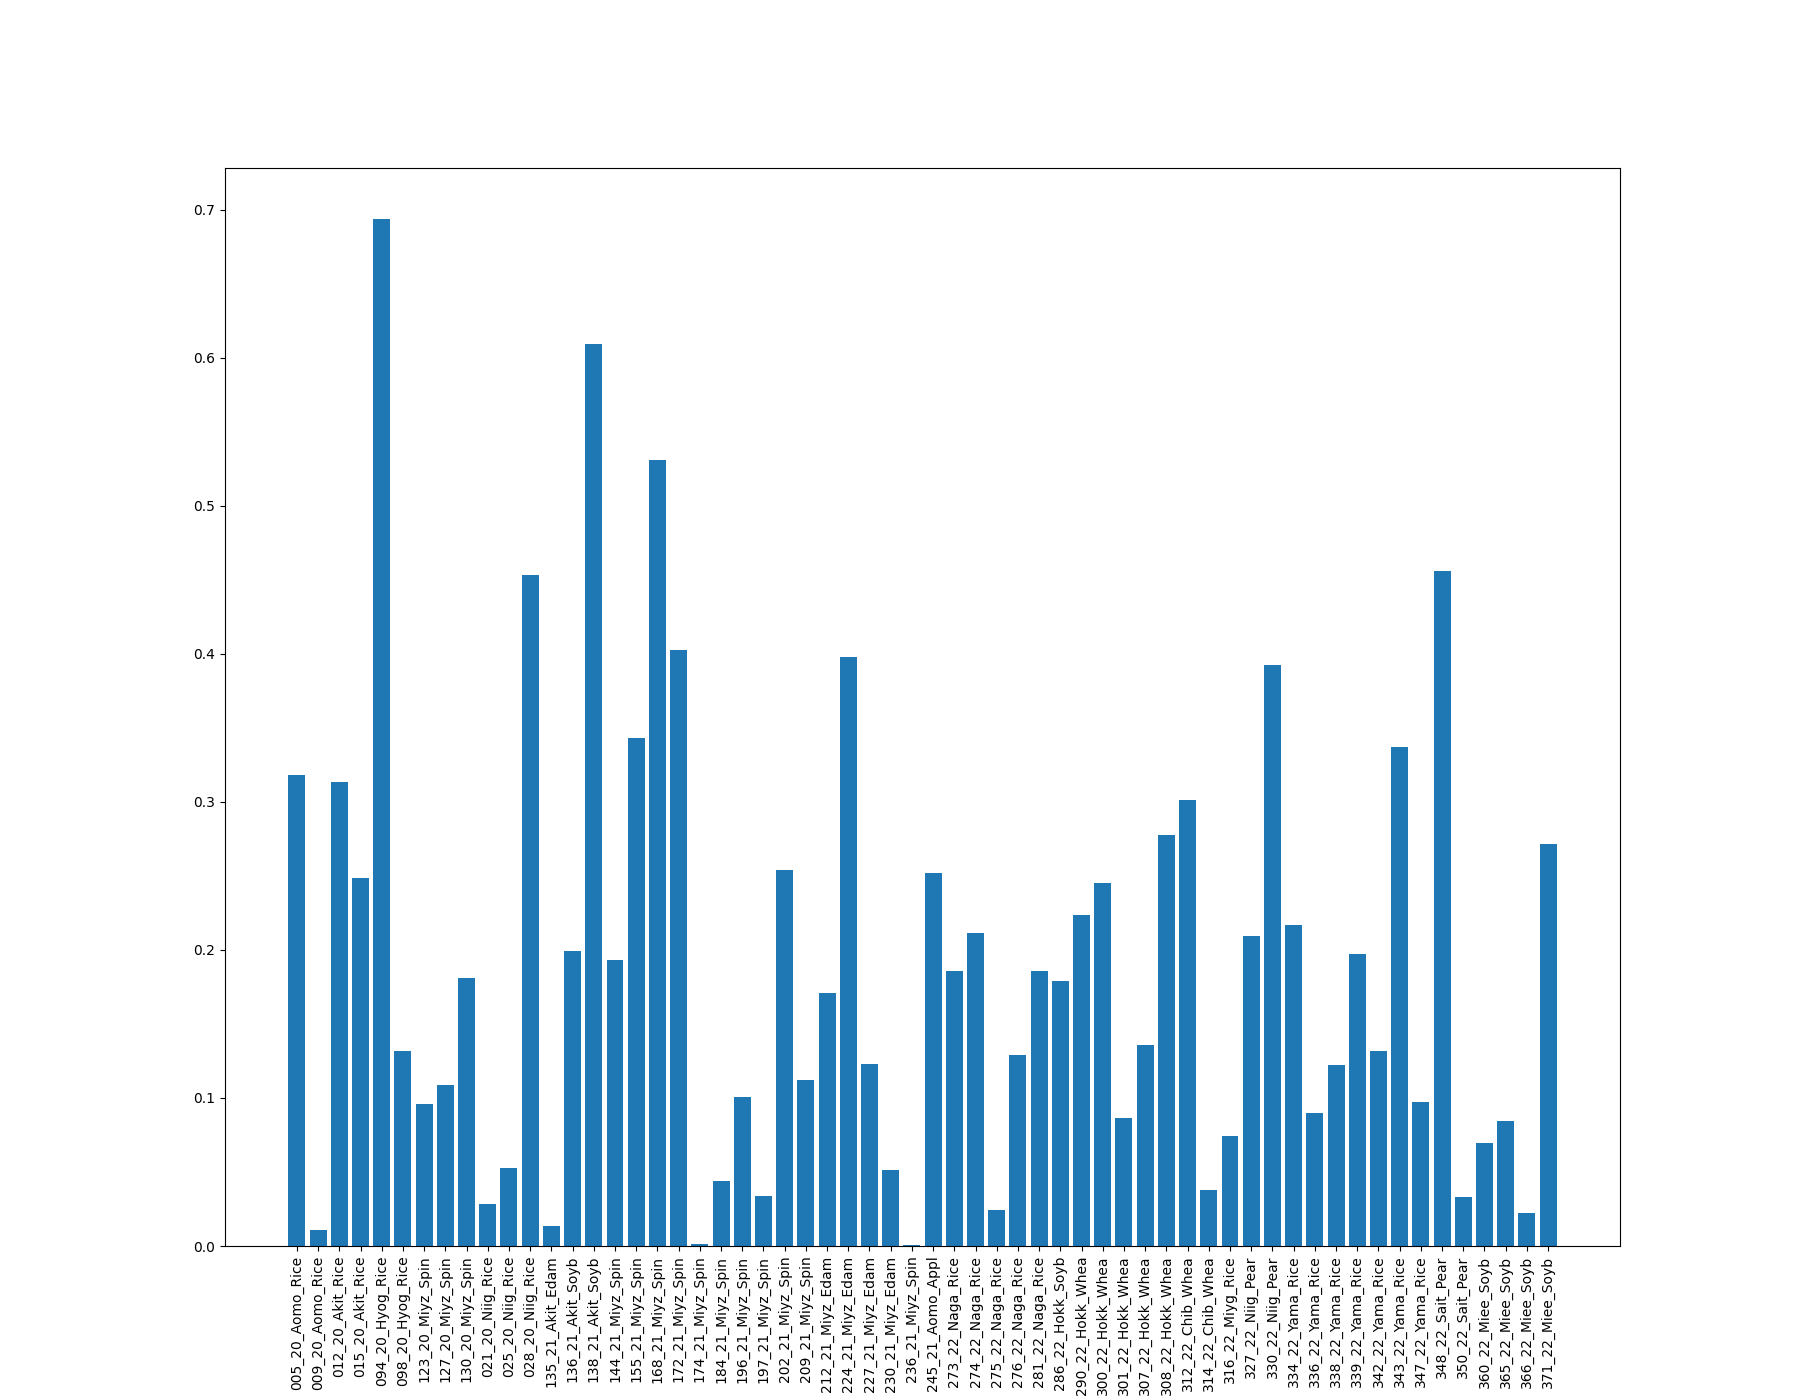 0.7
0.6
0.5
0.4
0.3
0.2
0.1
0.0
005_20_Aomo_Rice
009_20_Aomo_Rice
012_20_Akit_Rice
015_20_Akit_Rice
094_20_Hyog_Rice
098_20_Hyog_Rice
123_20_Miyz_Spin
127_20_Miyz_Spin
130_20_Miyz_Spin
021_20_Niig_Rice
025_20_Niig_Rice
028_20_Niig_Rice
135_21_Akit_Edam
136_21_Akit_Soyb
138_21_Akit_Soyb
144_21_Miyz_Spin
155_21_Miyz_Spin
168_21_Miyz_Spin
172_21_Miyz_Spin
174_21_Miyz_Spin
184_21_Miyz_Spin
196_21_Miyz_Spin
197_21_Miyz_Spin
202_21_Miyz_Spin
209_21_Miyz_Spin
212_21_Miyz_Edam
224_21_Miyz_Edam
227_21_Miyz_Edam
230_21_Miyz_Edam
236_21_Miyz_Spin
245_21_Aomo_Appl
273_22_Naga_Rice
274_22_Naga_Rice
275_22_Naga_Rice
276_22_Naga_Rice
281_22_Naga_Rice
286_22_Hokk_Soyb
290_22_Hokk_Whea
300_22_Hokk_Whea
301_22_Hokk_Whea
307_22_Hokk_Whea
308_22_Hokk_Whea
312_22_Chib_Whea
314_22_Chib_Whea
316_22_Miyg_Rice
327_22_Niig_Pear
330_22_Niig_Pear
334_22_Yama_Rice
336_22_Yama_Rice
338_22_Yama_Rice
339_22_Yama_Rice
342_22_Yama_Rice
343_22_Yama_Rice
347_22_Yama_Rice
348_22_Sait_Pear
350_22_Sait_Pear
360_22_Miee_Soyb
365_22_Miee_Soyb
366_22_Miee_Soyb
371_22_Miee_Soyb